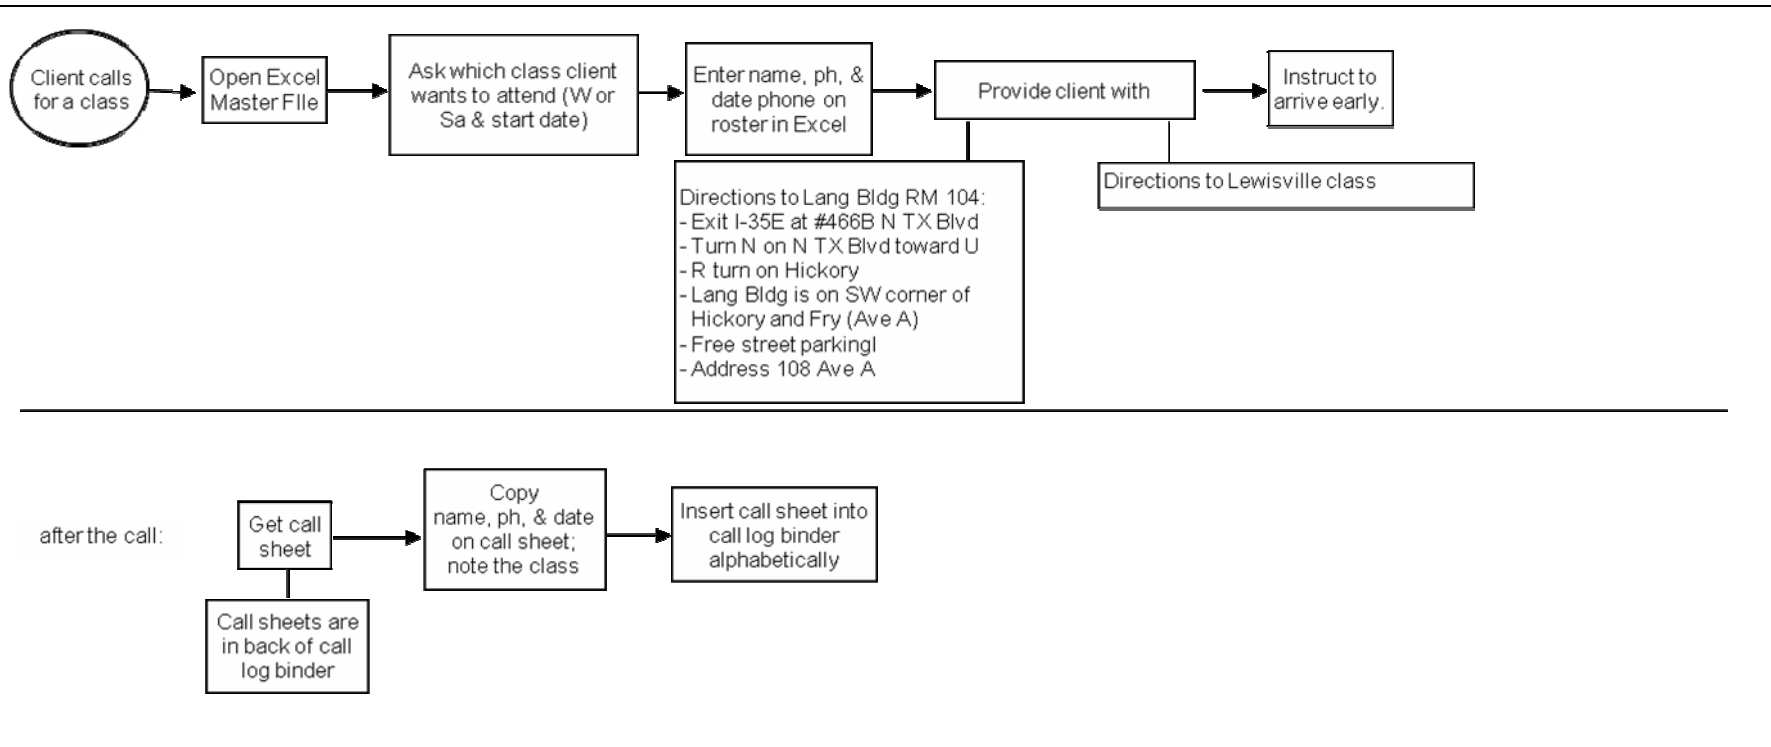 Client calls
for a class
Open Excel
Master FIle
Ask which class client
wants to attend (W or
Sa & start date)
Enter name, ph, &
date phone on
roster in Excel
Provide client with
Instruct to
arrive early.
Directions to Lang Bldg RM 104:
- Exit I-35E at #466B N TX Blvd
- Turn N on N TX Blvd toward U
- R turn on Hickory
- Lang Bldg is on SW corner of
Hickory and Fry (Ave A)
- Free street parkingl
- Address 108 Ave A
Directions to Lewisville class
after the call:
Get call
sheet
Copy
name, ph, & date
on call sheet;
note the class
Insert call sheet into
call log binder
alphabetically
Call sheets are
in back of call
log binder